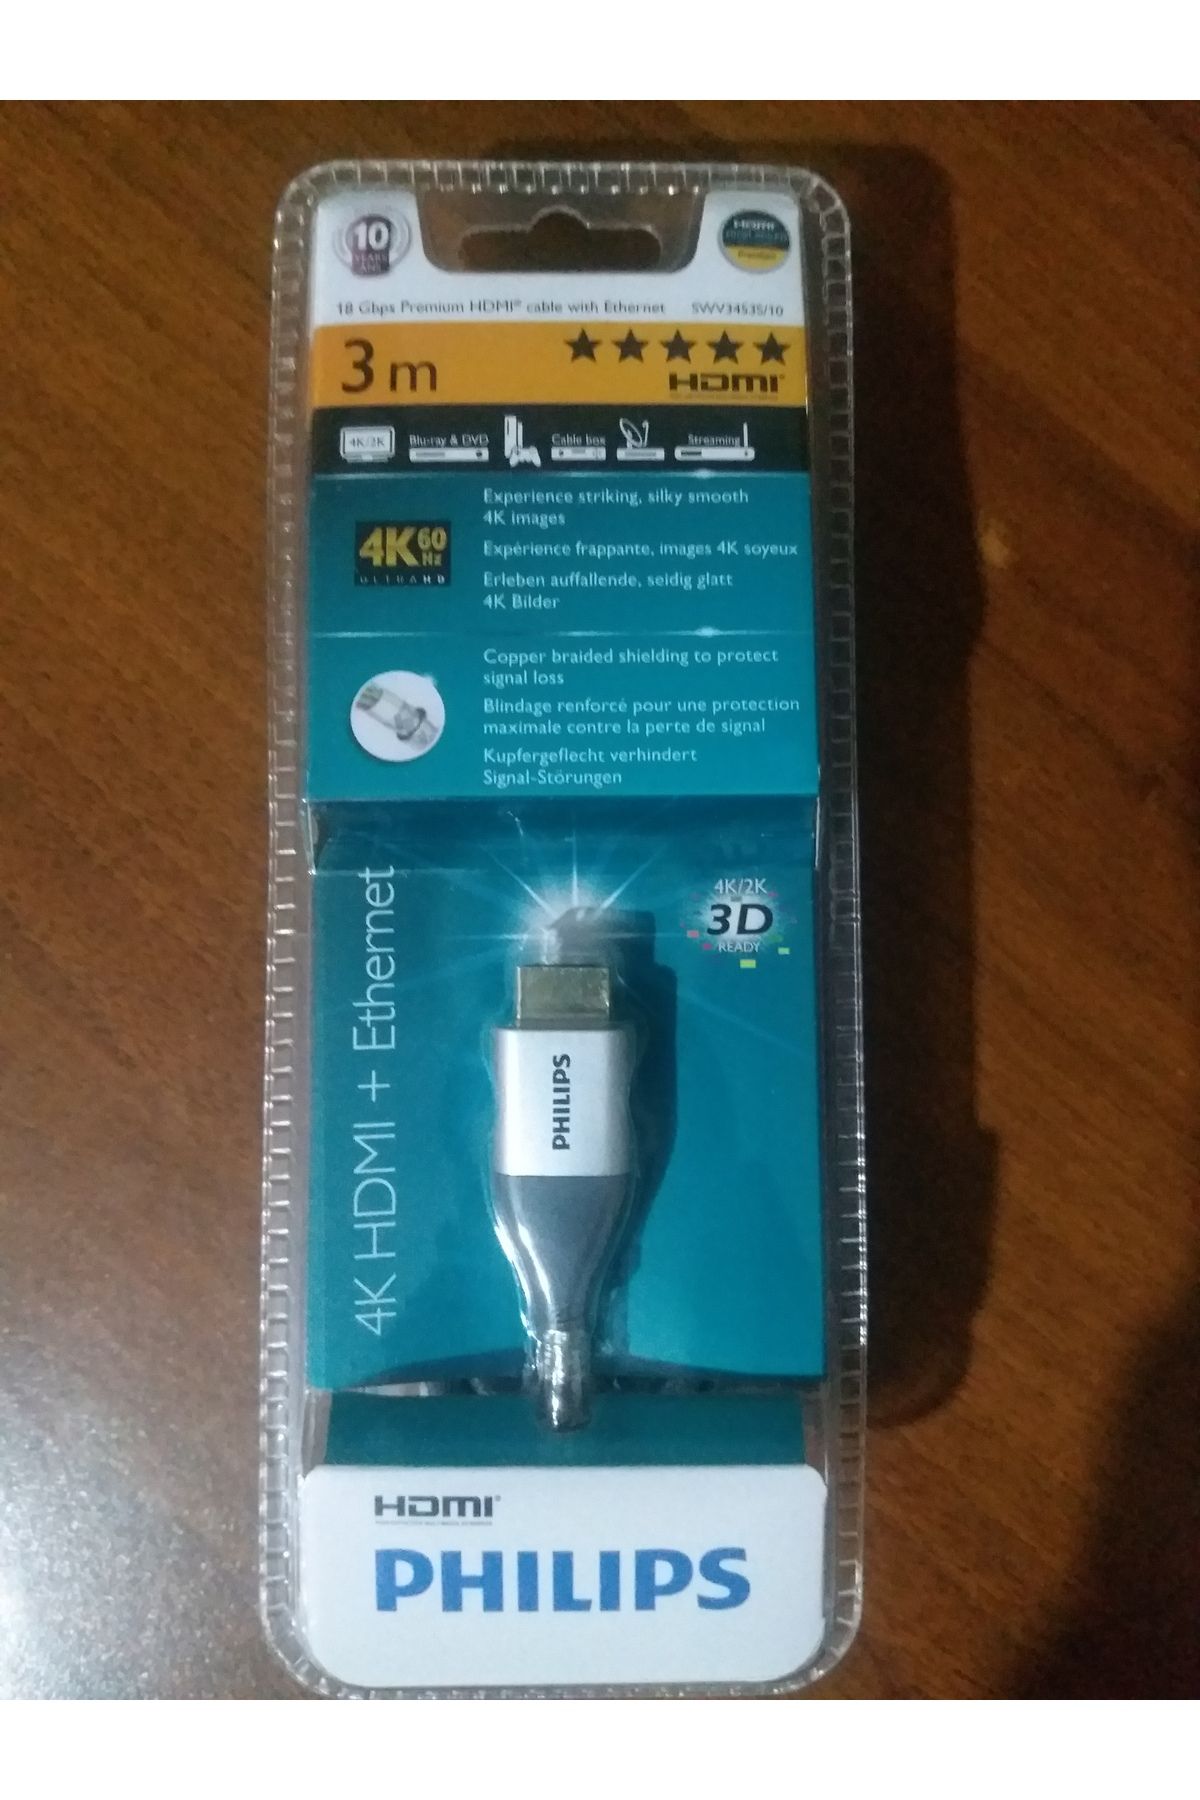 10
YEARS
ANS
HDMI
Premium
18 Gbps Premium HDMI® cable with Ethernet SWV3453S/10
3 m
HDMI
4K/2K Blu-ray & DVD Cable box Streaming
4K 60 Hz
ULTRA HD
Experience striking, silky smooth
4K images
Expérience frappante, images 4K soyeux
Erleben auffallende, seidig glatt
4K Bilder
Copper braided shielding to protect
signal loss
Blindage renforcé pour une protection
maximale contre la perte de signal
Kupfergeflecht verhindert
Signal-Störungen
4K HDMI + Ethernet
4K/2K
3D
READY
PHILIPS
HDMI®
PHILIPS